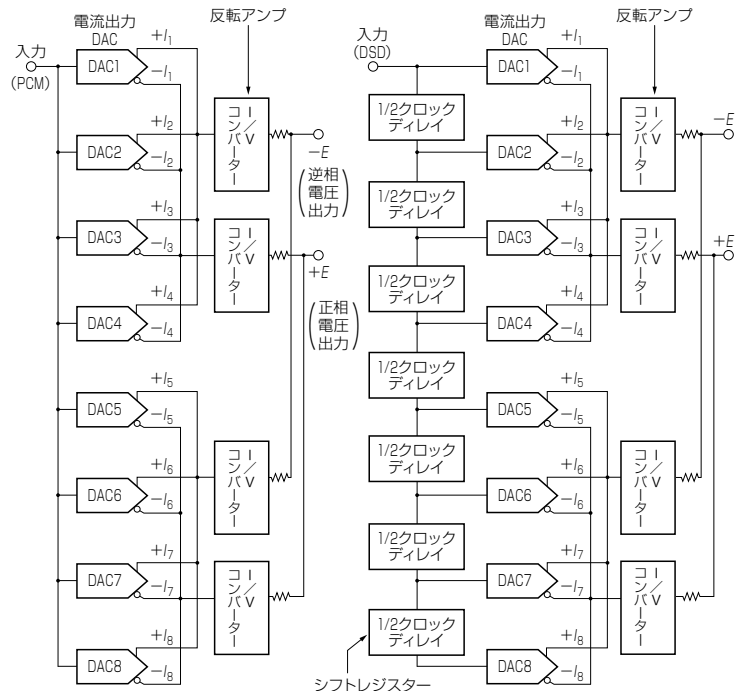 電流出力
DAC
反転アンプ
入力
(PCM)
DAC1
+I1
−I1
DAC2
+I2
−I2
I/Vコンバーター
−E
(逆相
電圧
出力)
DAC3
+I3
−I3
I/Vコンバーター
+E
(正相
電圧
出力)
DAC4
+I4
−I4
DAC5
+I5
−I5
DAC6
+I6
−I6
I/Vコンバーター
DAC7
+I7
−I7
I/Vコンバーター
DAC8
+I8
−I8
電流出力
DAC
反転アンプ
入力
(DSD)
DAC1
+I1
−I1
1/2クロック
ディレイ
DAC2
+I2
−I2
I/Vコンバーター
−E
1/2クロック
ディレイ
DAC3
+I3
−I3
I/Vコンバーター
+E
1/2クロック
ディレイ
DAC4
+I4
−I4
1/2クロック
ディレイ
DAC5
+I5
−I5
1/2クロック
ディレイ
DAC6
+I6
−I6
I/Vコンバーター
1/2クロック
ディレイ
DAC7
+I7
−I7
I/Vコンバーター
1/2クロック
ディレイ
DAC8
+I8
−I8
シフトレジスター